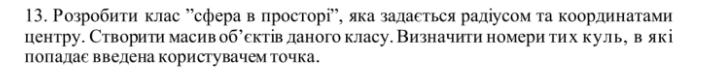 13. Розробити клас ”сфера в просторі”, яка задається радіусом та координатами
центру. Створити масив об’єктів даного класу. Визначити номери тих куль, в які
попадає введена користувачем точка.